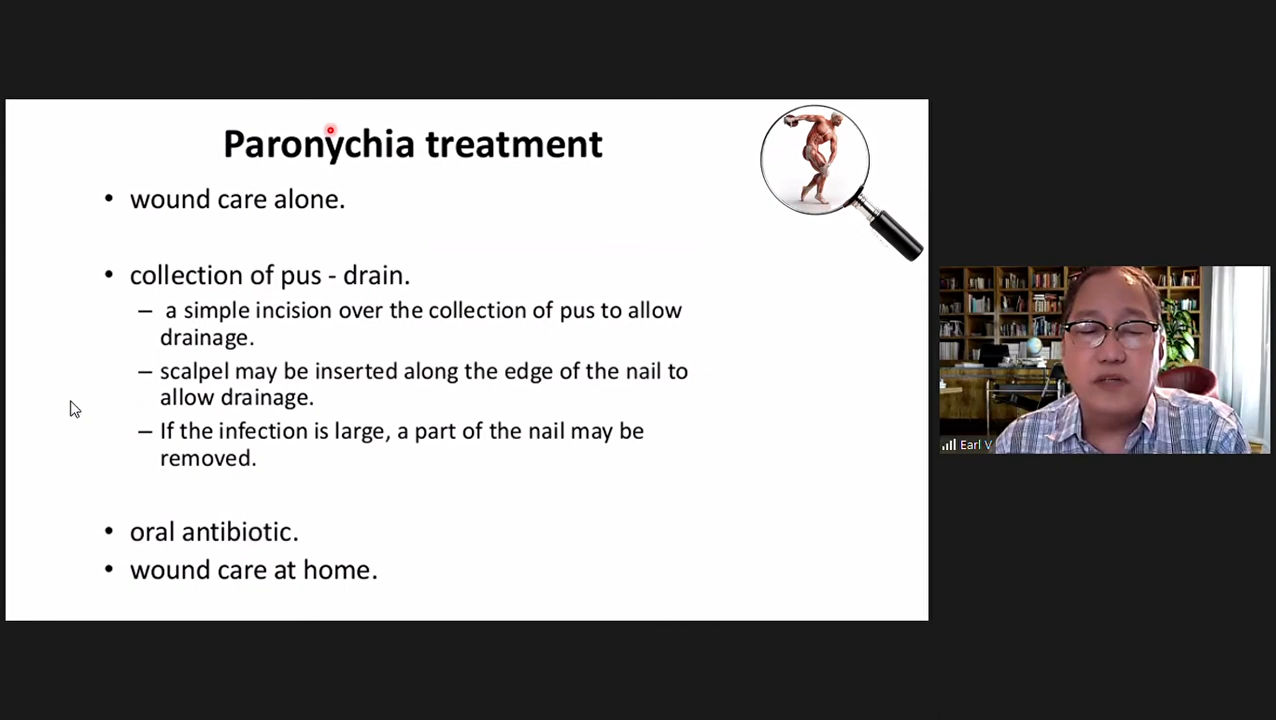 Paronychia treatment
• wound care alone.
• collection of pus - drain.
– a simple incision over the collection of pus to allow
drainage.
– scalpel may be inserted along the edge of the nail to
allow drainage.
– If the infection is large, a part of the nail may be
removed.
• oral antibiotic.
• wound care at home.
Earl V